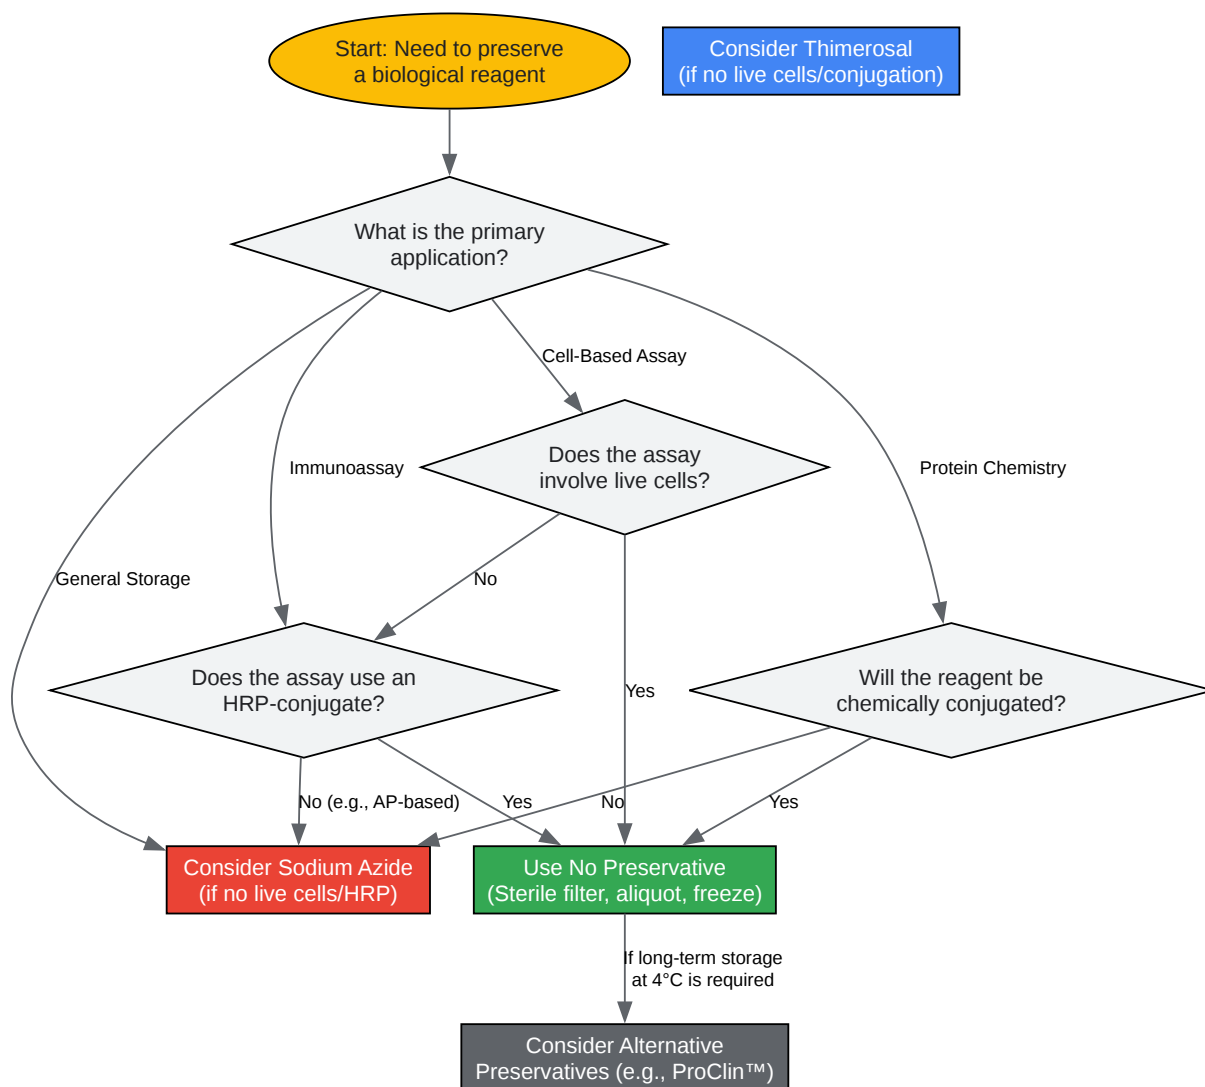 Start: Need to preserve
a biological reagent
Consider Thimerosal
(if no live cells/conjugation)
What is the primary
application?
Cell-Based Assay
Does the assay
involve live cells?
Immunoassay
Protein Chemistry
General Storage
No
Does the assay use an
HRP-conjugate?
Yes
Will the reagent be
chemically conjugated?
No (e.g., AP-based)
Yes
No
Yes
Consider Sodium Azide
(if no live cells/HRP)
Use No Preservative
(Sterile filter, aliquot, freeze)
If long-term storage
at 4°C is required
Consider Alternative
Preservatives (e.g., ProClin™)